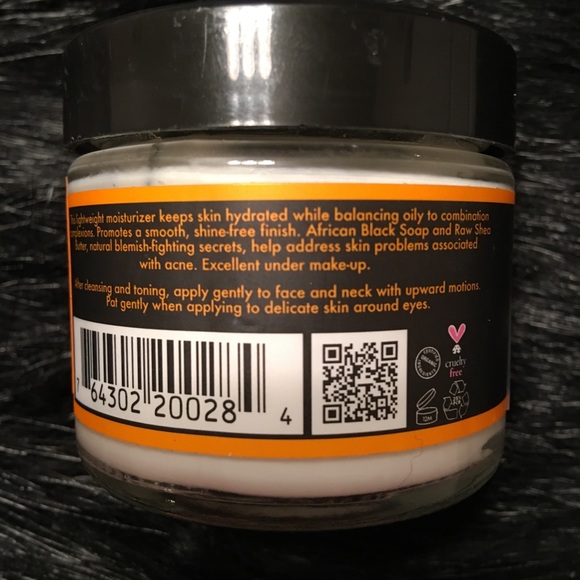 This lightweight moisturizer keeps skin hydrated while balancing oily to combination
complexions. Promotes a smooth, shine-free finish. African Black Soap and Raw Shea
Butter, natural blemish-fighting secrets, help address skin problems associated
with acne. Excellent under make-up.
After cleansing and toning, apply gently to face and neck with upward motions.
Pat gently when applying to delicate skin around eyes.
7 64302 20028 4
ORGANIC
cruelty
free
12M